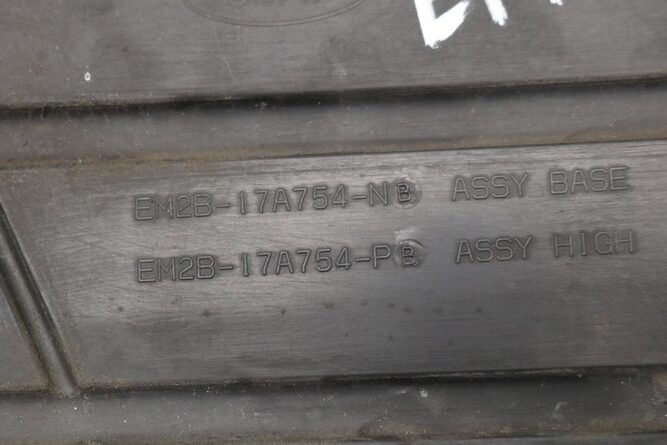 EM2B-17A754-NB ASSY BASE
EM2B-17A754-PB ASSY HIGH